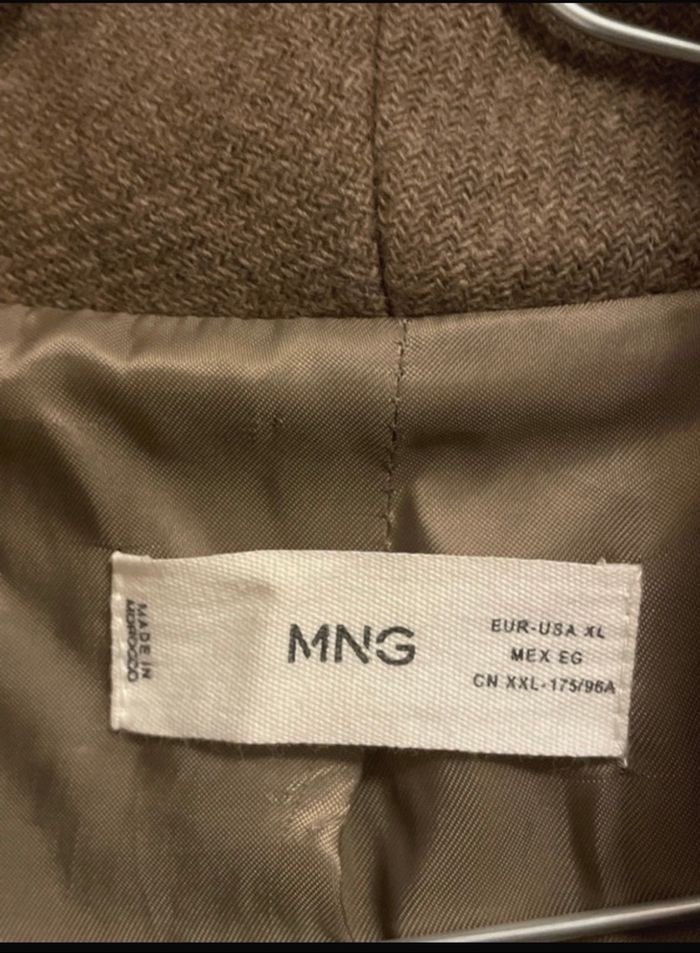 MADE IN
MOROCCO
MNG
EUR-USA XL
MEX EG
CN XXL-175/96A